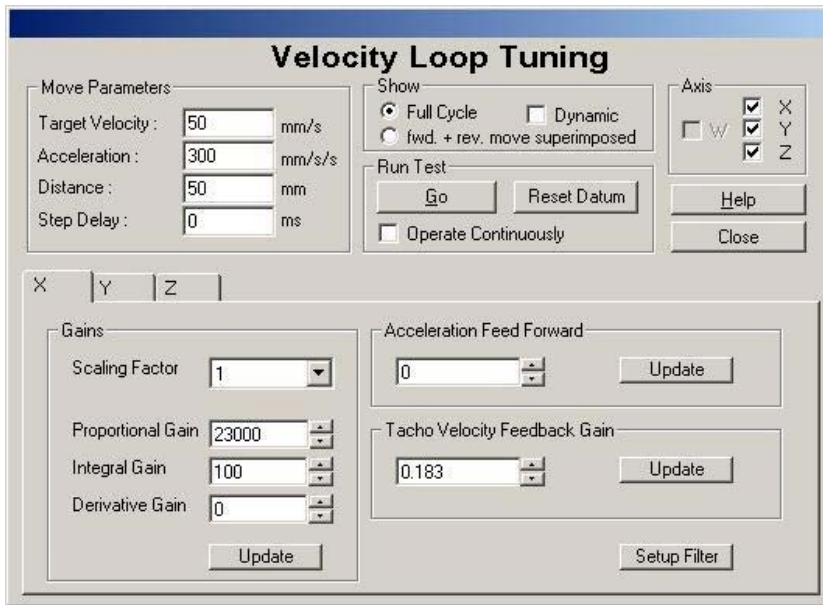 Velocity Loop Tuning
Move Parameters
Target Velocity : 50 mm/s
Acceleration : 300 mm/s/s
Distance : 50 mm
Step Delay : 0 ms
Show
Full Cycle Dynamic
fwd. + rev. move superimposed
Run Test
Go Reset Datum
Operate Continuously
Axis
W
X
Y
Z
Help
Close
X Y Z
Gains
Scaling Factor 1
Proportional Gain 23000
Integral Gain 100
Derivative Gain 0
Update
Acceleration Feed Forward
0 Update
Tacho Velocity Feedback Gain
0.183 Update
Setup Filter